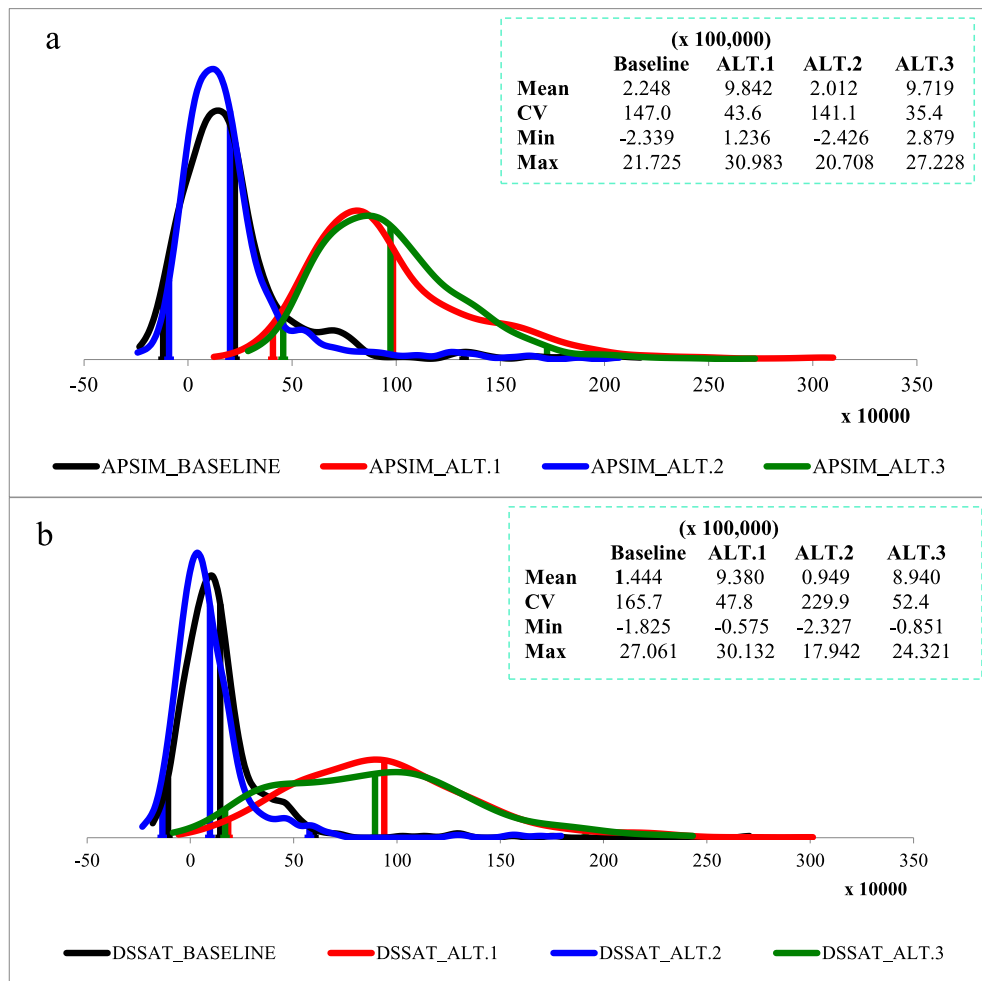 a
(x 100,000)
Baseline ALT.1 ALT.2 ALT.3
Mean 2.248 9.842 2.012 9.719
CV 147.0 43.6 141.1 35.4
Min -2.339 1.236 -2.426 2.879
Max 21.725 30.983 20.708 27.228
-50 0 50 100 150 200 250 300 350
x 10000
APSIM_BASELINE APSIM_ALT.1 APSIM_ALT.2 APSIM_ALT.3
b
(x 100,000)
Baseline ALT.1 ALT.2 ALT.3
Mean 1.444 9.380 0.949 8.940
CV 165.7 47.8 229.9 52.4
Min -1.825 -0.575 -2.327 -0.851
Max 27.061 30.132 17.942 24.321
-50 0 50 100 150 200 250 300 350
x 10000
DSSAT_BASELINE DSSAT_ALT.1 DSSAT_ALT.2 DSSAT_ALT.3